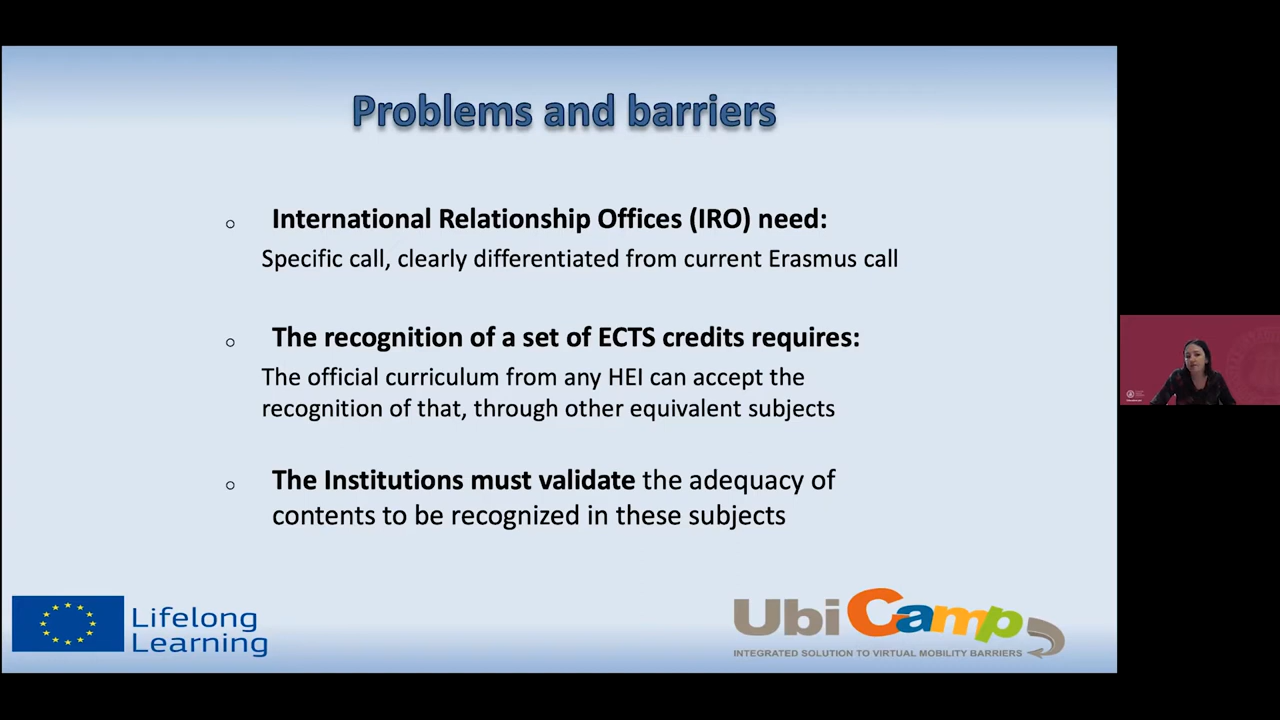 Problems and barriers
International Relationship Offices (IRO) need:
Specific call, clearly differentiated from current Erasmus call
The recognition of a set of ECTS credits requires:
The official curriculum from any HEI can accept the
recognition of that, through other equivalent subjects
The Institutions must validate the adequacy of
contents to be recognized in these subjects
Lifelong
Learning
UbiCamp
INTEGRATED SOLUTION TO VIRTUAL MOBILITY BARRIERS